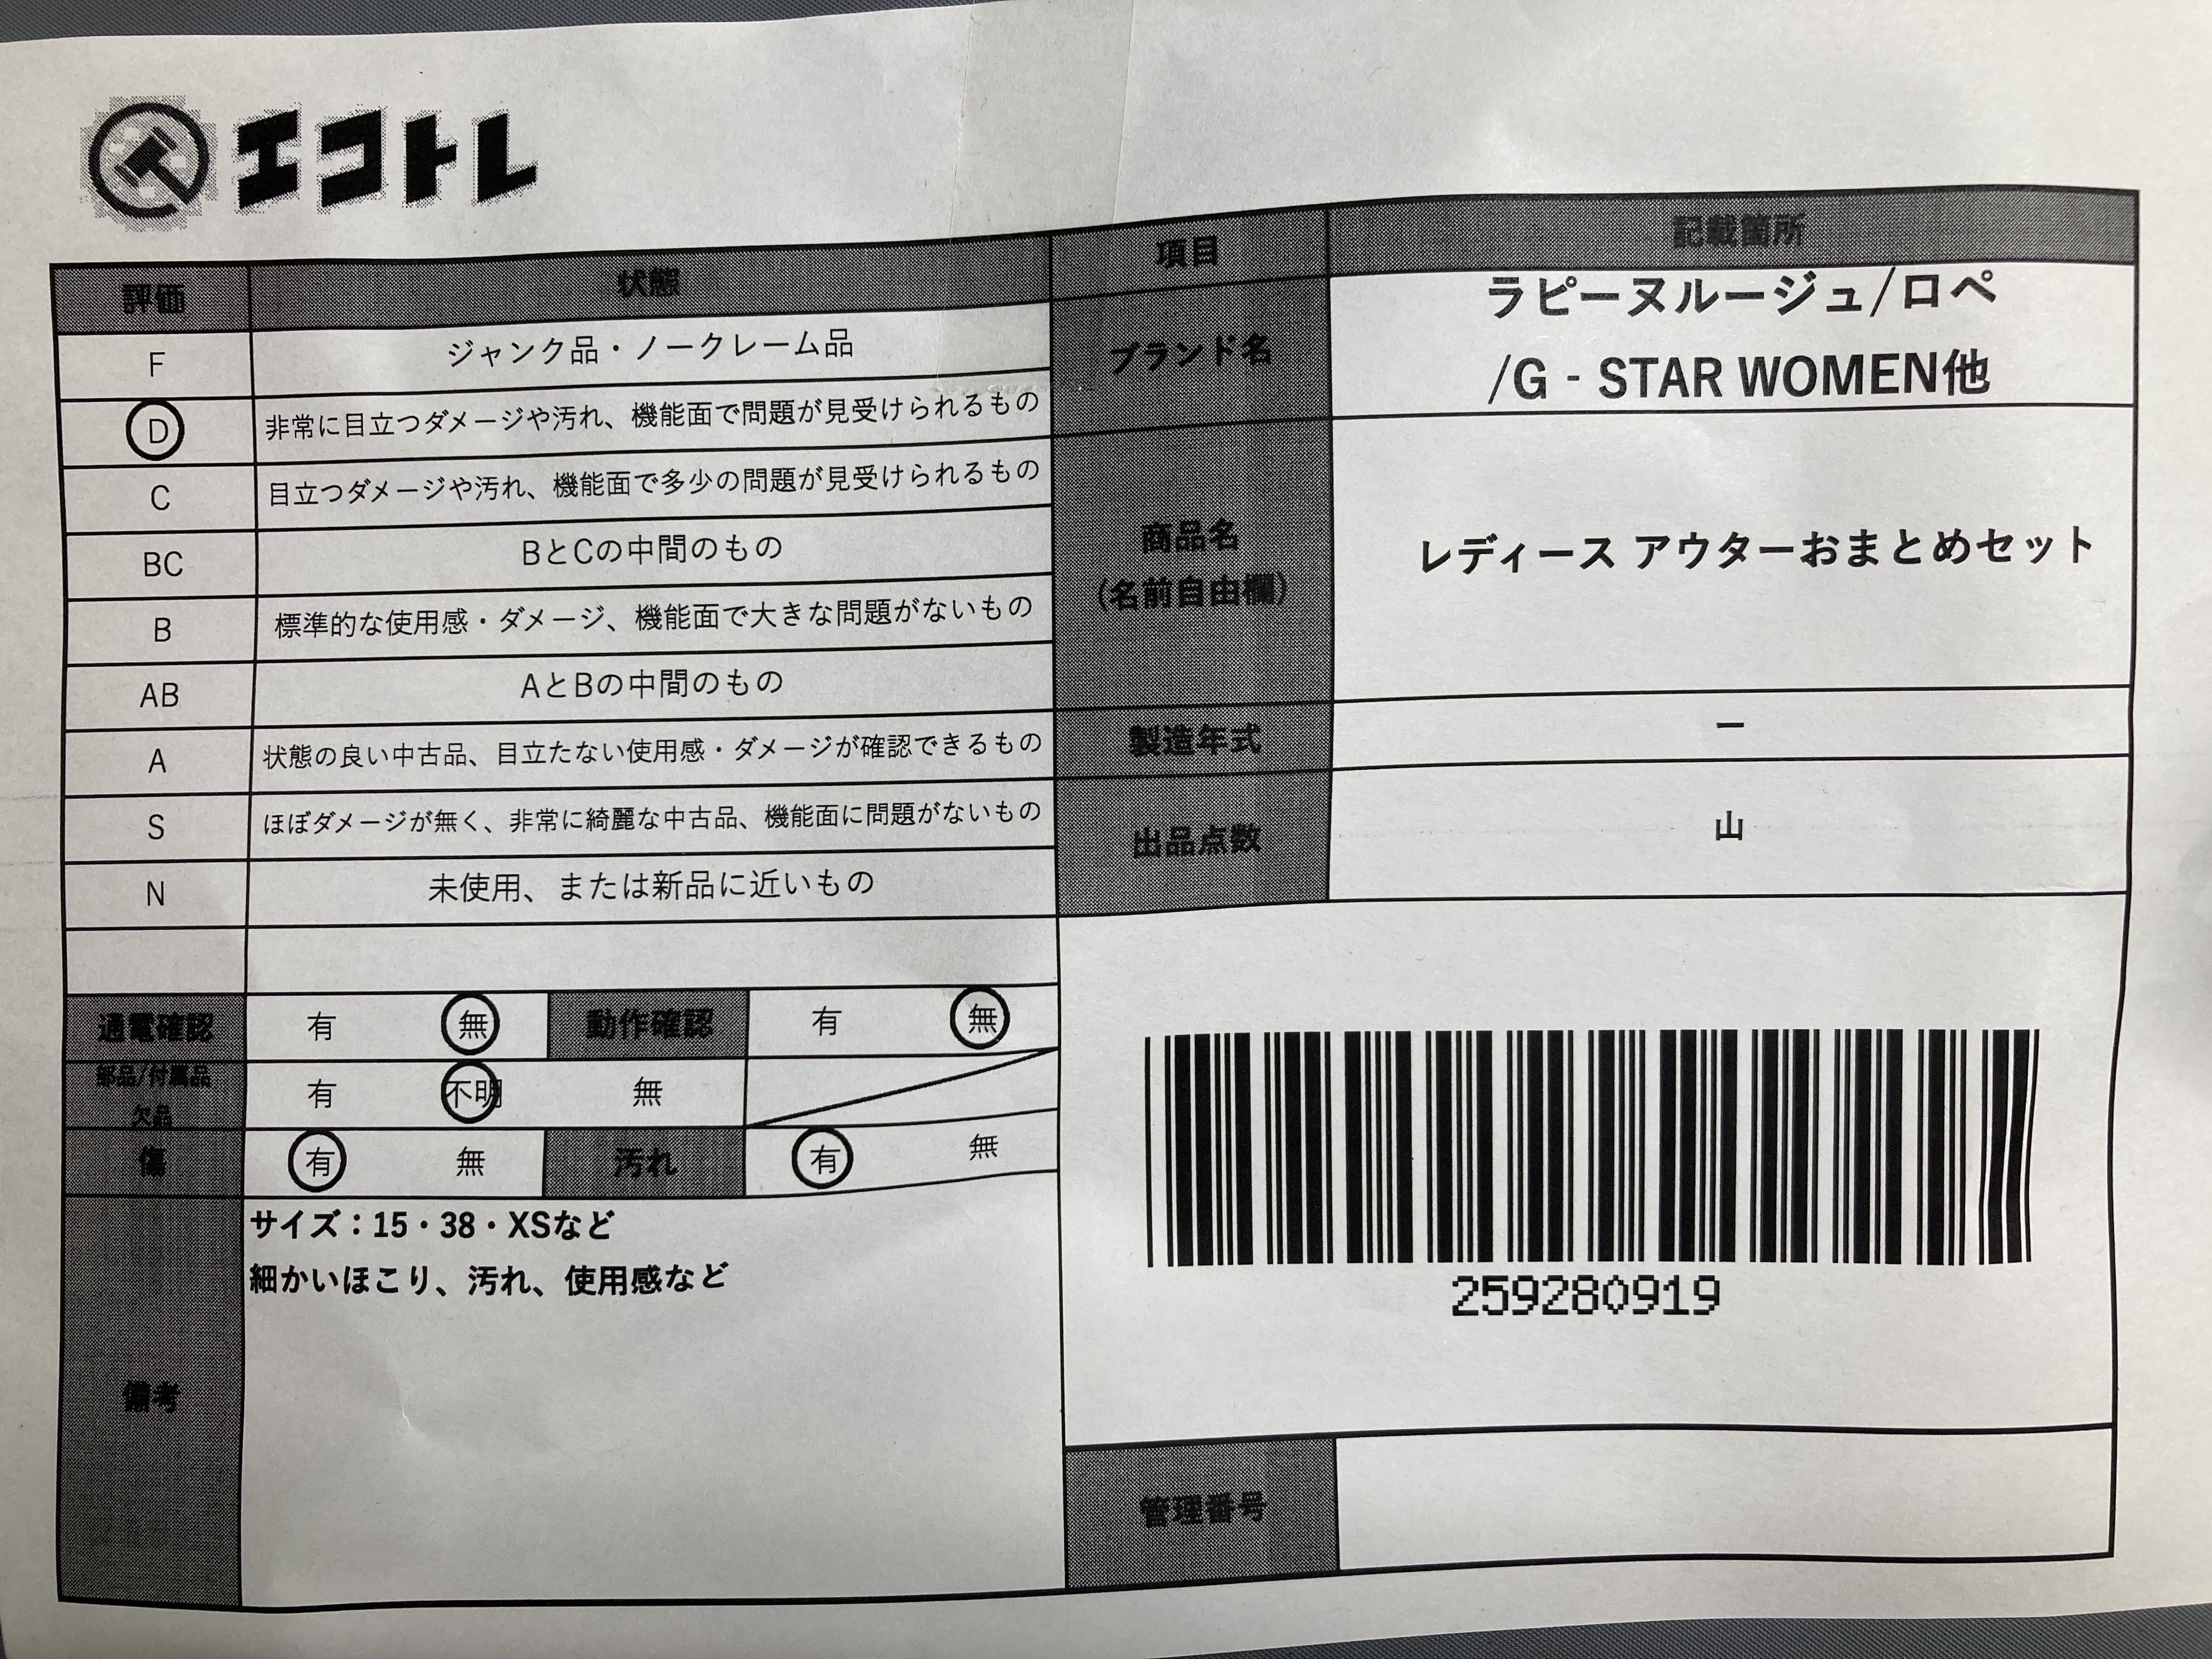 エコトレ
評価 状態
F ジャンク品・ノークレーム品
D 非常に目立つダメージや汚れ、機能面で問題が見受けられるもの
C 目立つダメージや汚れ、機能面で多少の問題が見受けられるもの
BC BとCの中間のもの
B 標準的な使用感・ダメージ、機能面で大きな問題がないもの
AB AとBの中間のもの
A 状態の良い中古品、目立たない使用感・ダメージが確認できるもの
S ほぼダメージが無く、非常に綺麗な中古品、機能面に問題がないもの
N 未使用、または新品に近いもの
通電確認 有 無 動作確認 有 無
部品/付属品
欠品
有 不明 無
傷 有 無 汚れ 有 無
備考
サイズ：15・38・XSなど
細かいほこり、汚れ、使用感など
項目 記載箇所
ブランド名
ラピーヌルージュ/ロペ
/G - STAR WOMEN他
商品名
(名前自由欄)
レディース アウターおまとめセット
製造年式 ー
出品点数 山
259280919
管理番号